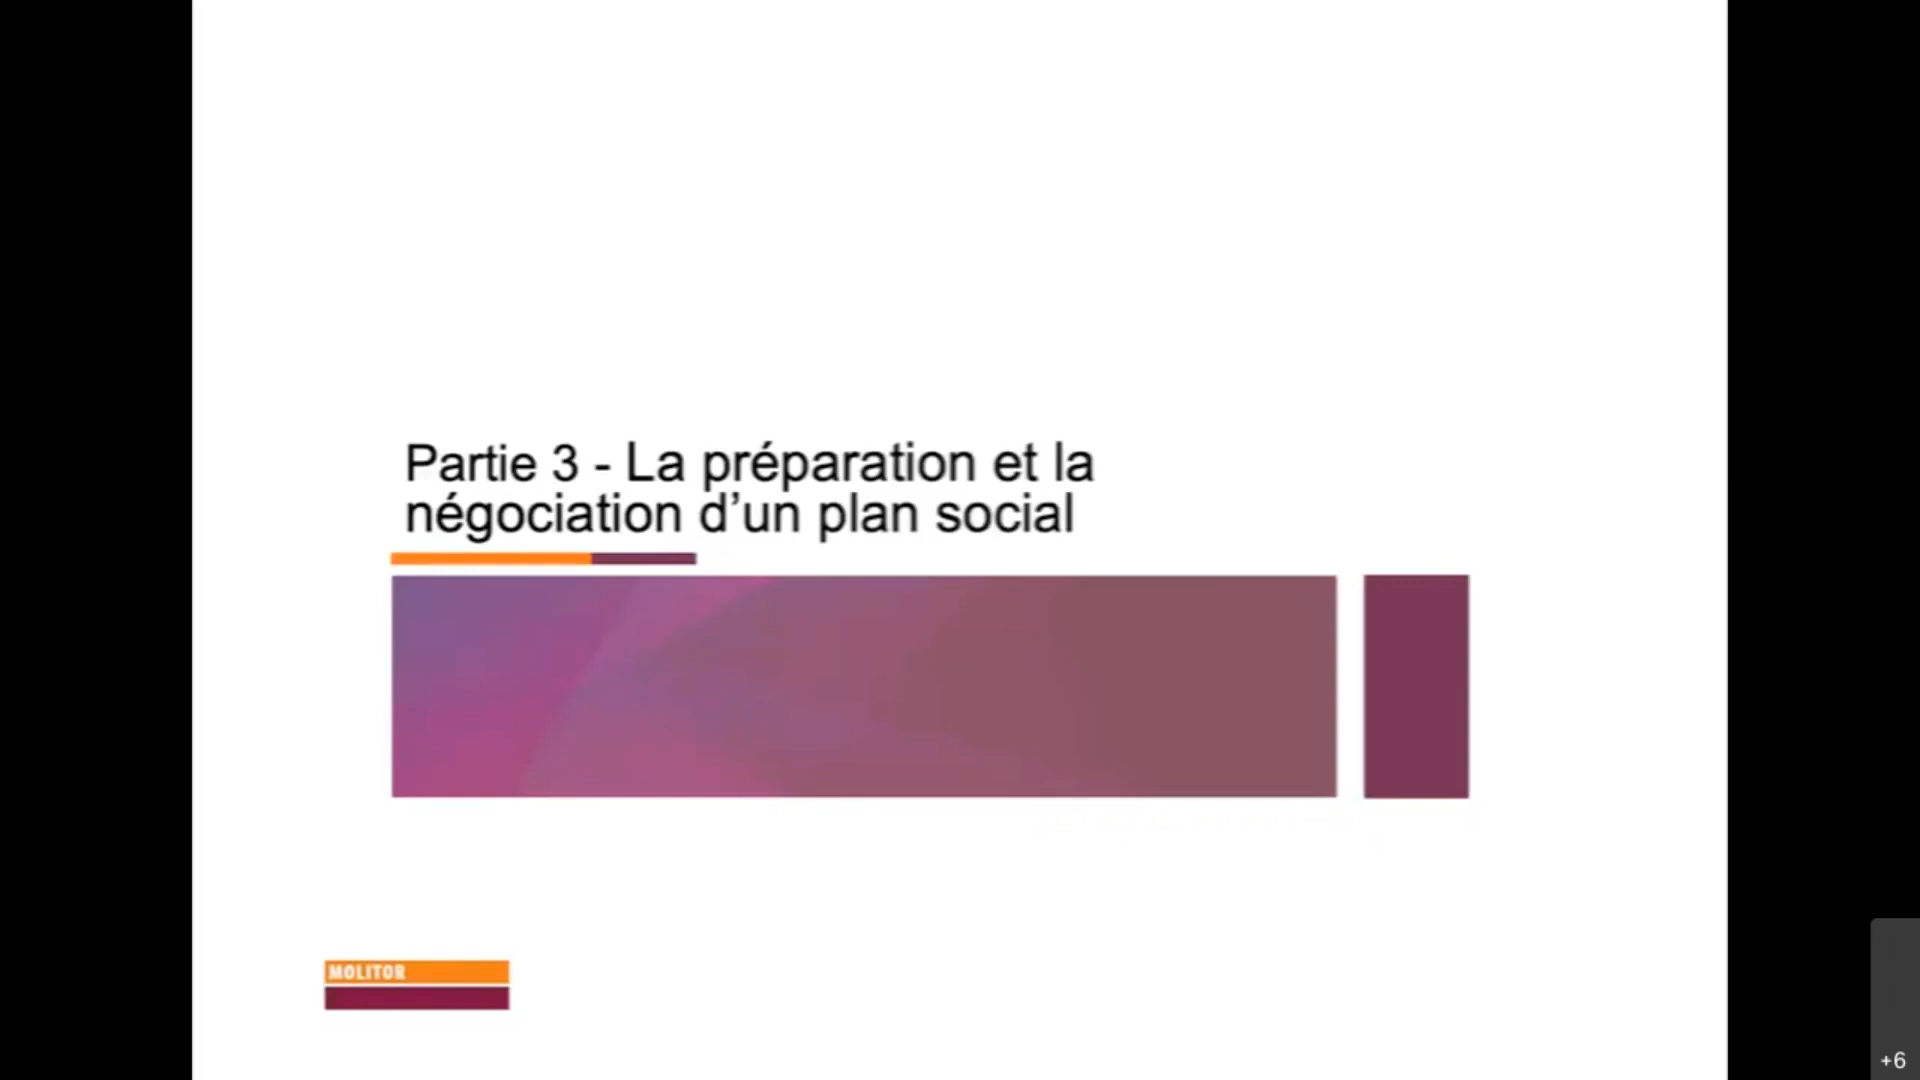 Partie 3 - La préparation et la
négociation d’un plan social
MOLITOR
+6